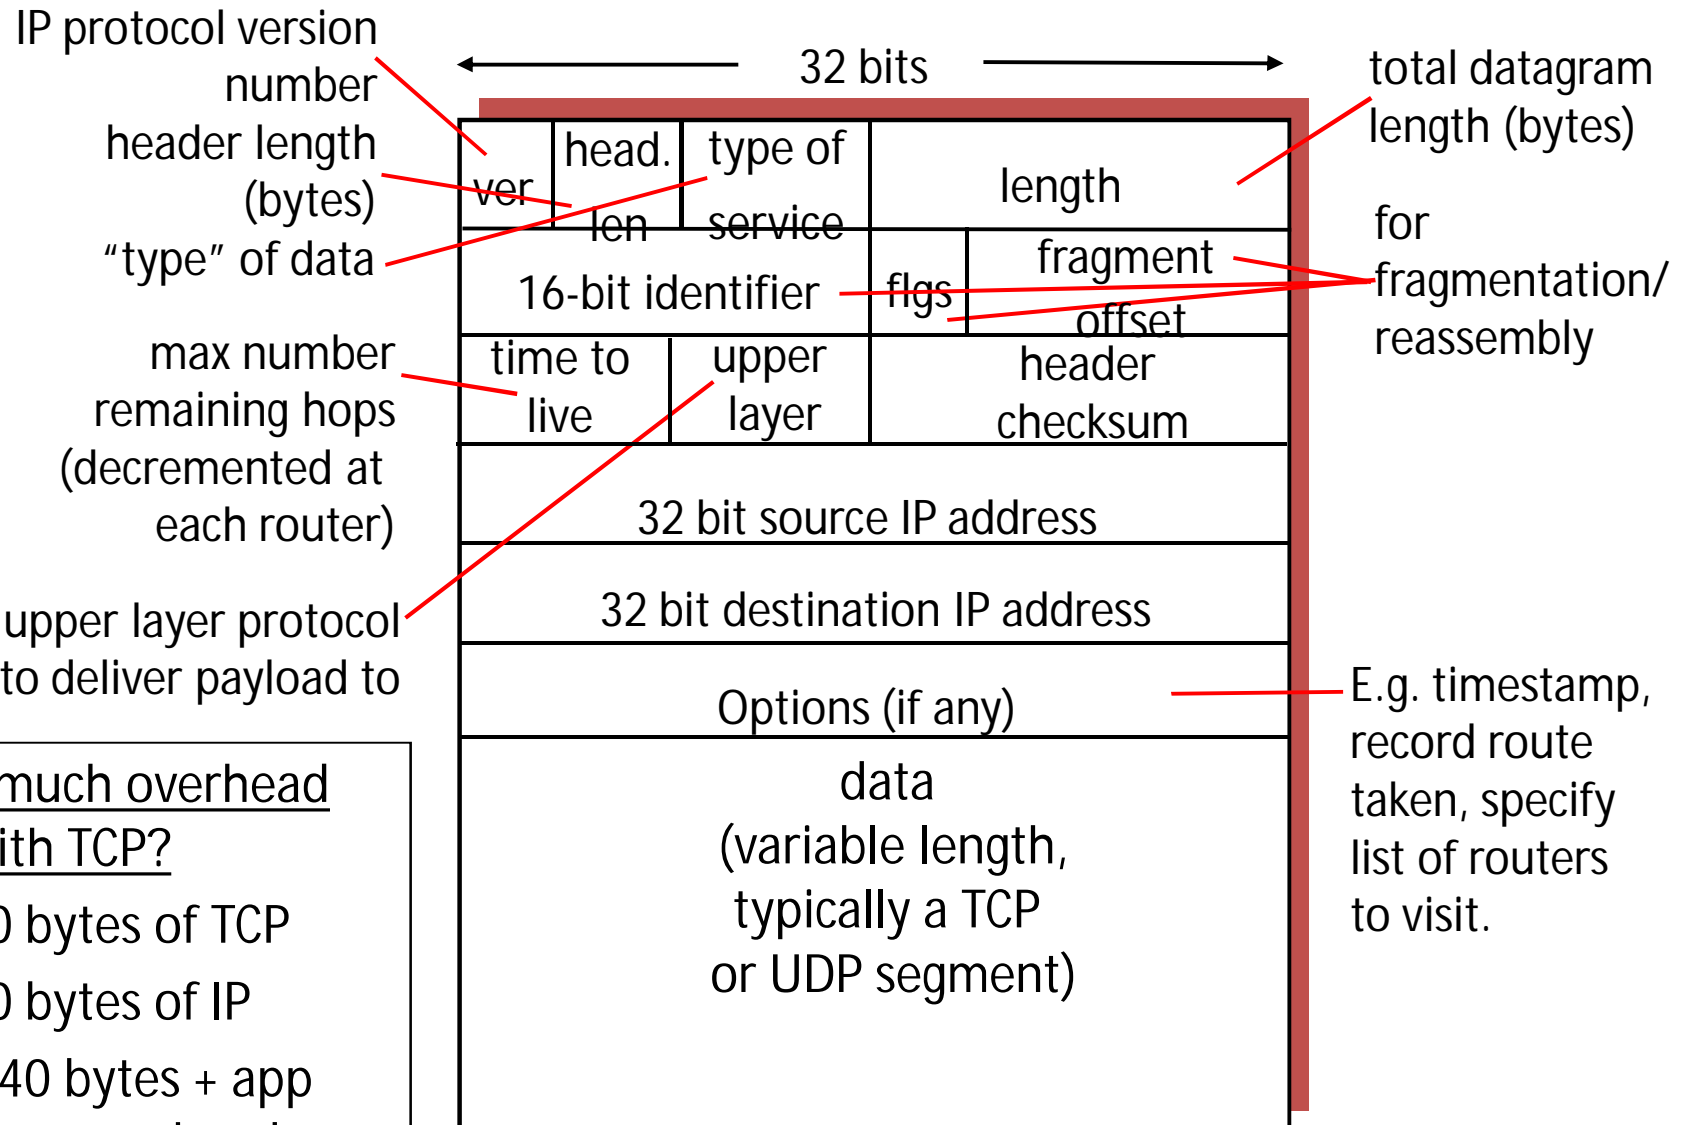 IP protocol version
number
header length
(bytes)
“type” of data
max number
remaining hops
(decremented at
each router)
upper layer protocol
to deliver payload to
much overhead
ith TCP?
0 bytes of TCP
0 bytes of IP
40 bytes + app
32 bits
ver
head.
len
type of
service
length
16-bit identifier
flgs
fragment
offset
time to
live
upper
layer
header
checksum
32 bit source IP address
32 bit destination IP address
Options (if any)
data
(variable length,
typically a TCP
or UDP segment)
total datagram
length (bytes)
for
fragmentation/
reassembly
E.g. timestamp,
record route
taken, specify
list of routers
to visit.